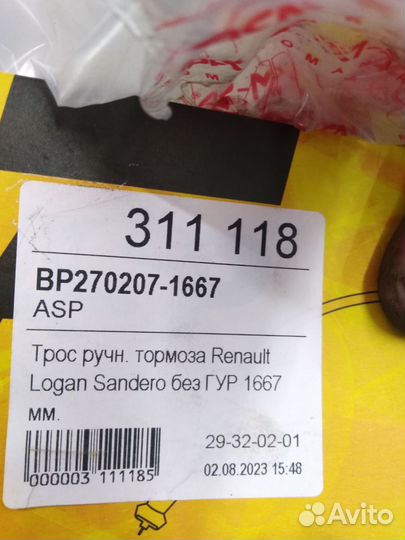 311 118
BP270207-1667
ASP
Трос ручн. тормоза Renault
Logan Sandero без ГУР 1667
мм.
29-32-02-01
000003 111185
02.08.2023 15:48
Avito